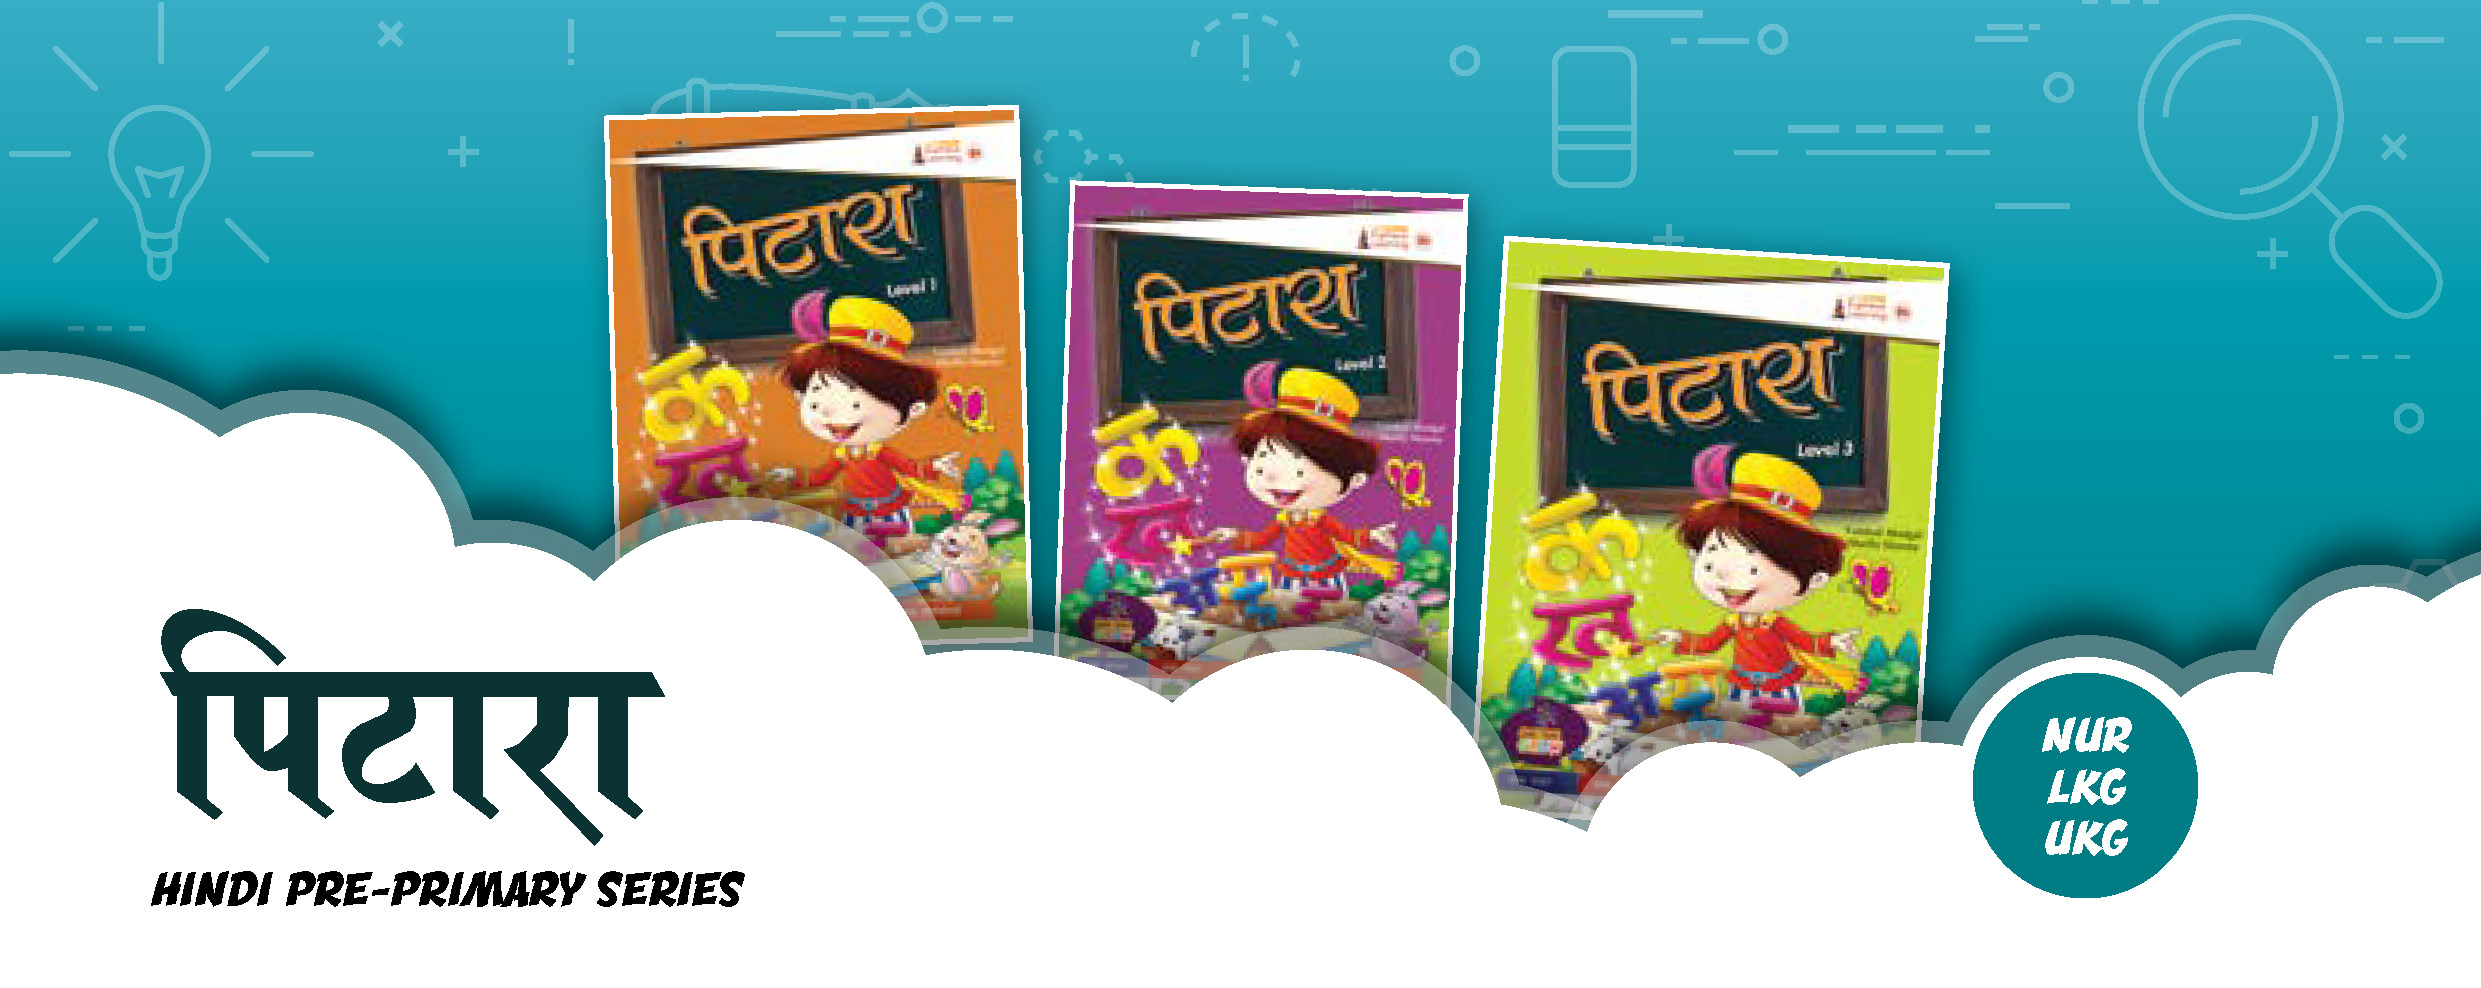 पिटारा
Level 1
पिटारा
Level 2
पिटारा
Level 3
पिटारा
HINDI PRE-PRIMARY SERIES
NUR
LKG
UKG